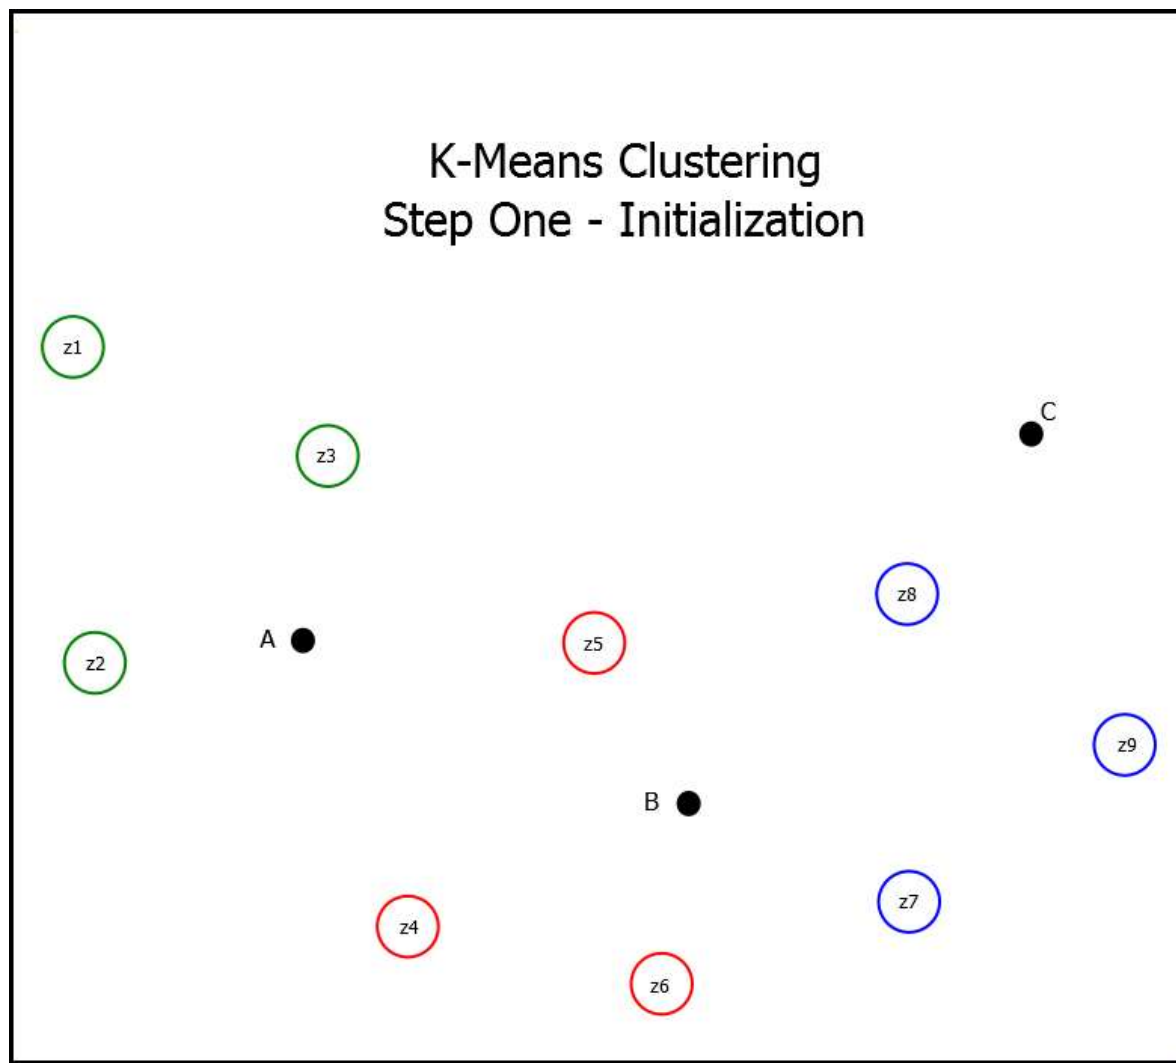 K-Means Clustering
Step One - Initialization
z1
C
z3
z8
A
z5
z2
z9
B
z7
z4
z6